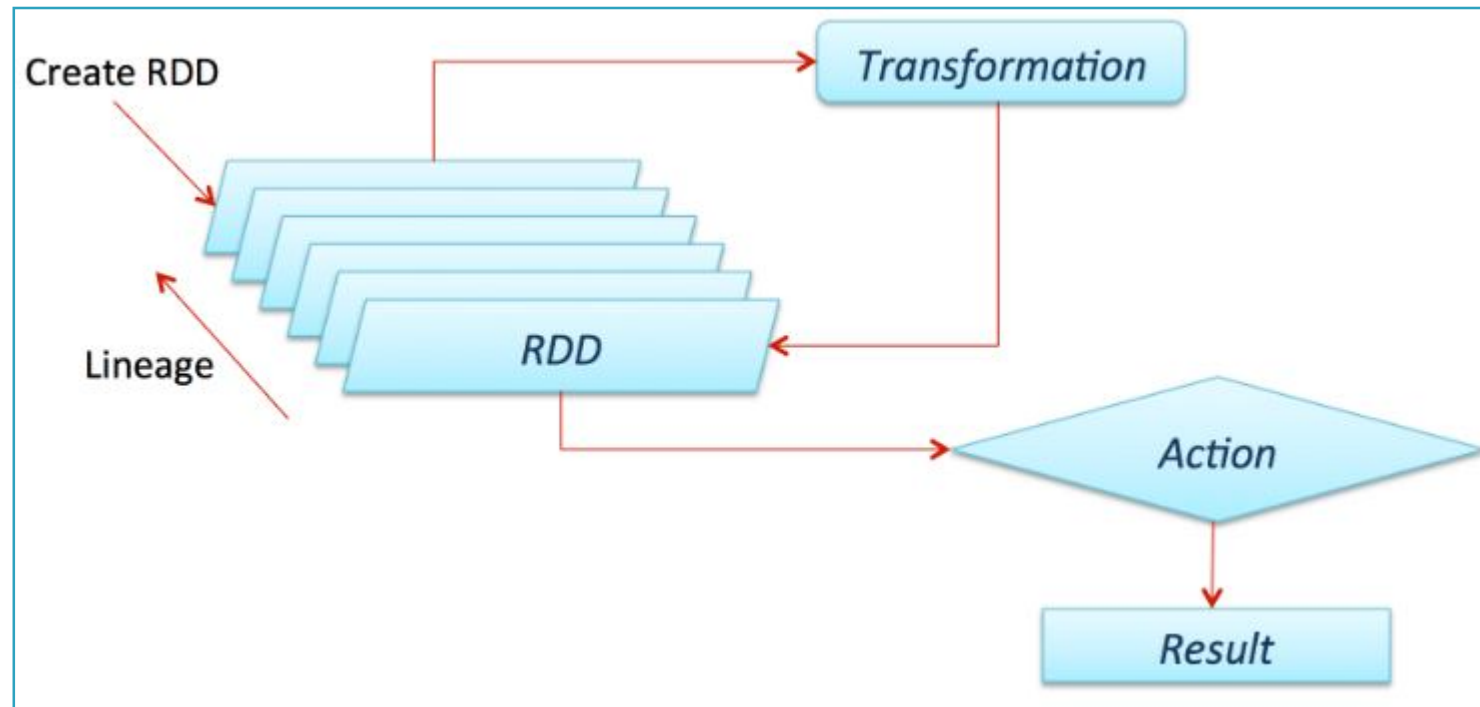 Create RDD
Transformation
RDD
Lineage
Action
Result